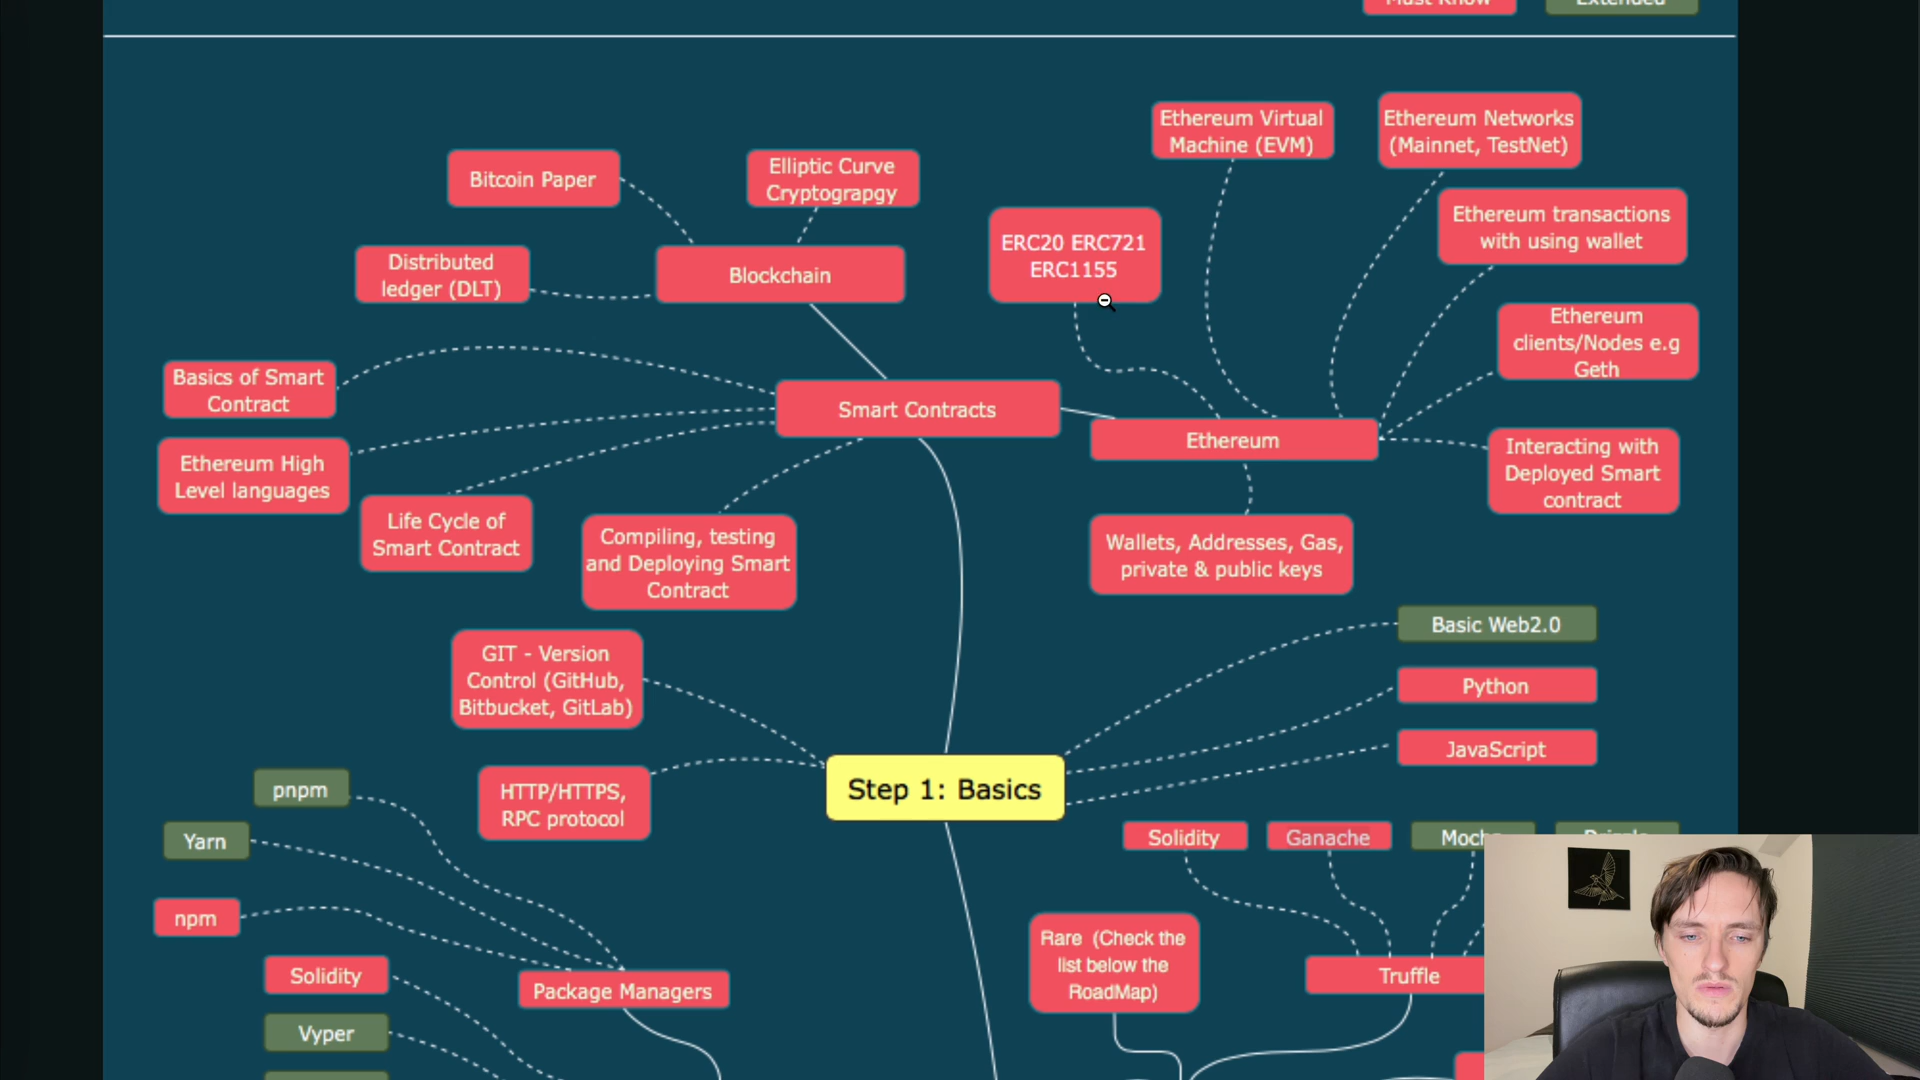 Must Know
Extended
Ethereum Virtual
Machine (EVM)
Ethereum Networks
(Mainnet, TestNet)
Bitcoin Paper
Elliptic Curve
Cryptograpgy
Ethereum transactions
with using wallet
ERC20 ERC721
ERC1155
Distributed
ledger (DLT)
Blockchain
Ethereum
clients/Nodes e.g
Geth
Basics of Smart
Contract
Smart Contracts
Ethereum
Interacting with
Deployed Smart
contract
Ethereum High
Level languages
Life Cycle of
Smart Contract
Compiling, testing
and Deploying Smart
Contract
Wallets, Addresses, Gas,
private & public keys
Basic Web2.0
GIT - Version
Control (GitHub,
Bitbucket, GitLab)
Python
JavaScript
Step 1: Basics
HTTP/HTTPS,
RPC protocol
pnpm
Yarn
npm
Solidity
Ganache
Rare (Check the
list below the
RoadMap)
Truffle
Solidity
Package Managers
Vyper